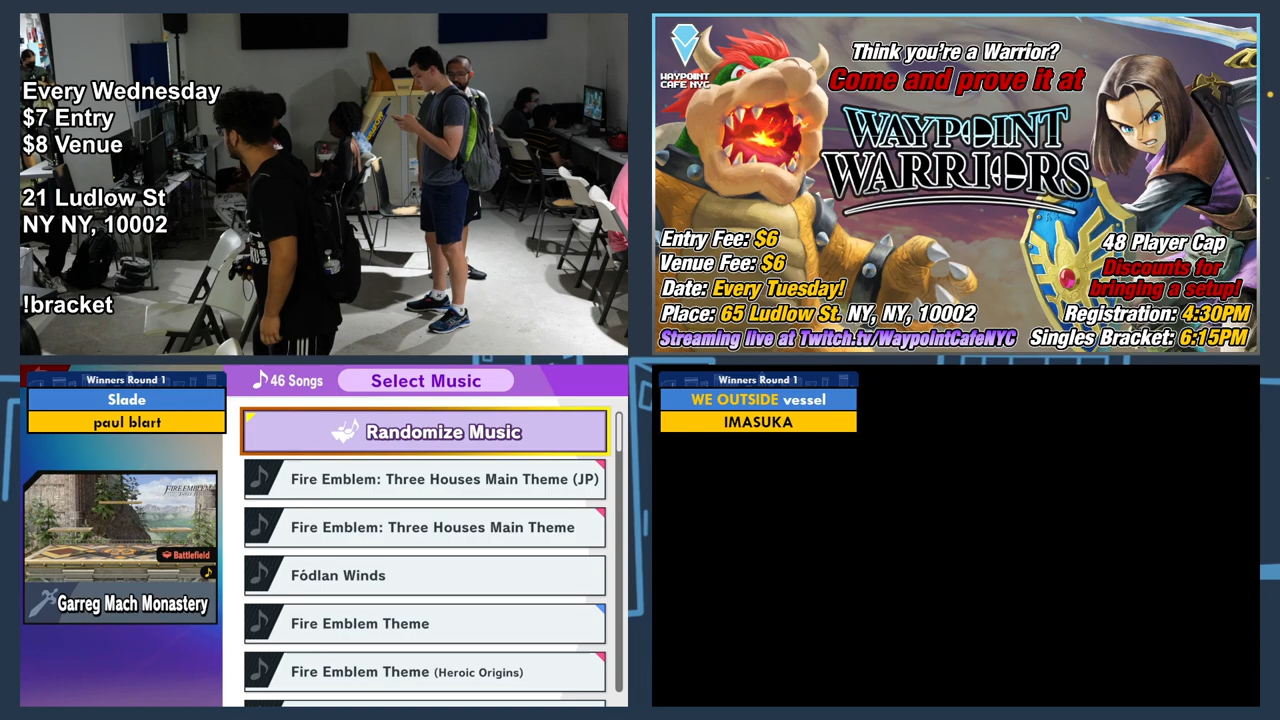 Every Wednesday
$7 Entry
$8 Venue
21 Ludlow St
NY NY, 10002
!bracket
WAYPOINT
CAFE NYC
Think you're a Warrior?
Come and prove it at
WAYPOINT
WARRIORS
Entry Fee: $6
Venue Fee: $6
Date: Every Tuesday!
Place: 65 Ludlow St. NY, NY, 10002
Streaming live at Twitch.tv/WaypointCafeNYC
48 Player Cap
Discounts for
bringing a setup!
Registration: 4:30PM
Singles Bracket: 6:15PM
Winners Round 1
Slade
paul blart
46 Songs
Select Music
Randomize Music
Fire Emblem: Three Houses Main Theme (JP)
Fire Emblem: Three Houses Main Theme
Fódlan Winds
Fire Emblem Theme
Fire Emblem Theme (Heroic Origins)
FIRE EMBLEM
Battlefield
Garreg Mach Monastery
Winners Round 1
WE OUTSIDE vessel
IMASUKA